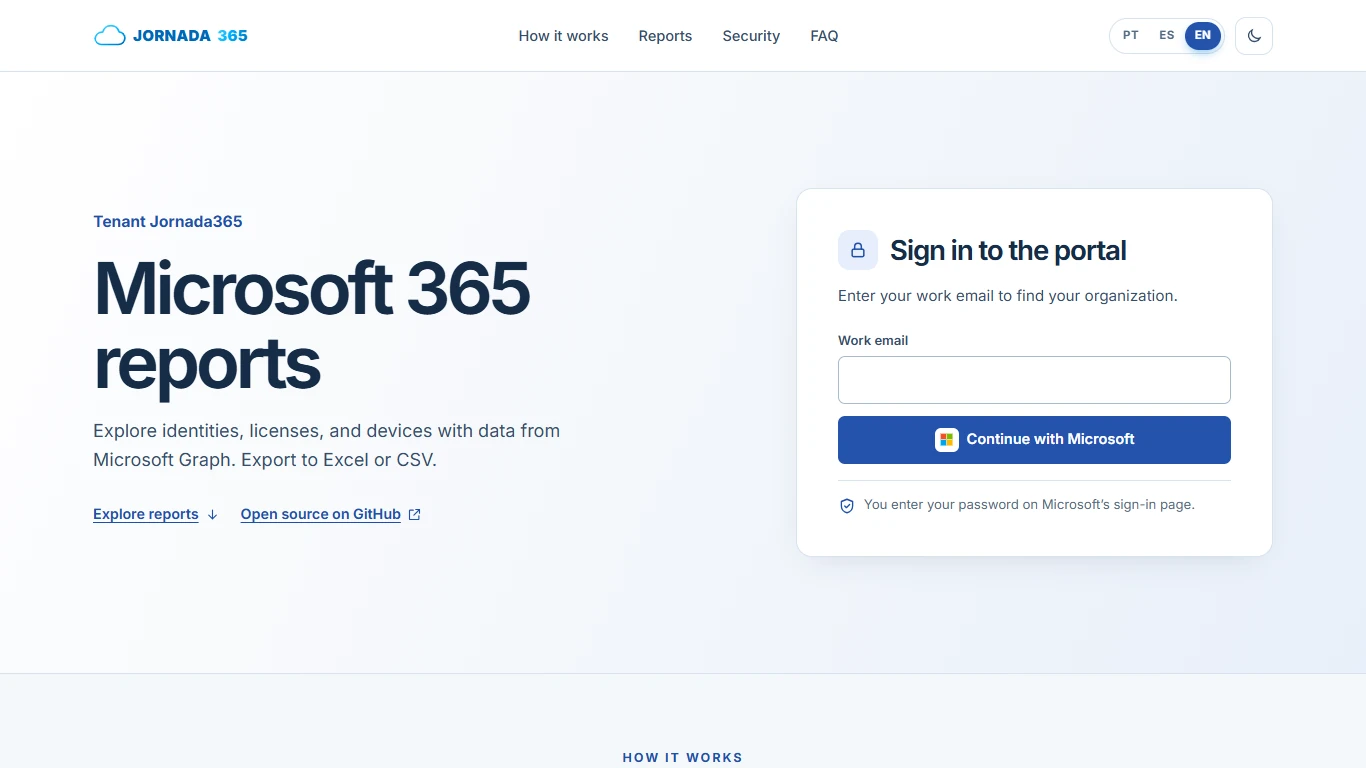 JORNADA 365
How it works
Reports
Security
FAQ
PT
ES
EN
Tenant Jornada365
Microsoft 365
reports
Explore identities, licenses, and devices with data from
Microsoft Graph. Export to Excel or CSV.
Explore reports
Open source on GitHub
Sign in to the portal
Enter your work email to find your organization.
Work email
Continue with Microsoft
You enter your password on Microsoft’s sign-in page.
HOW IT WORKS